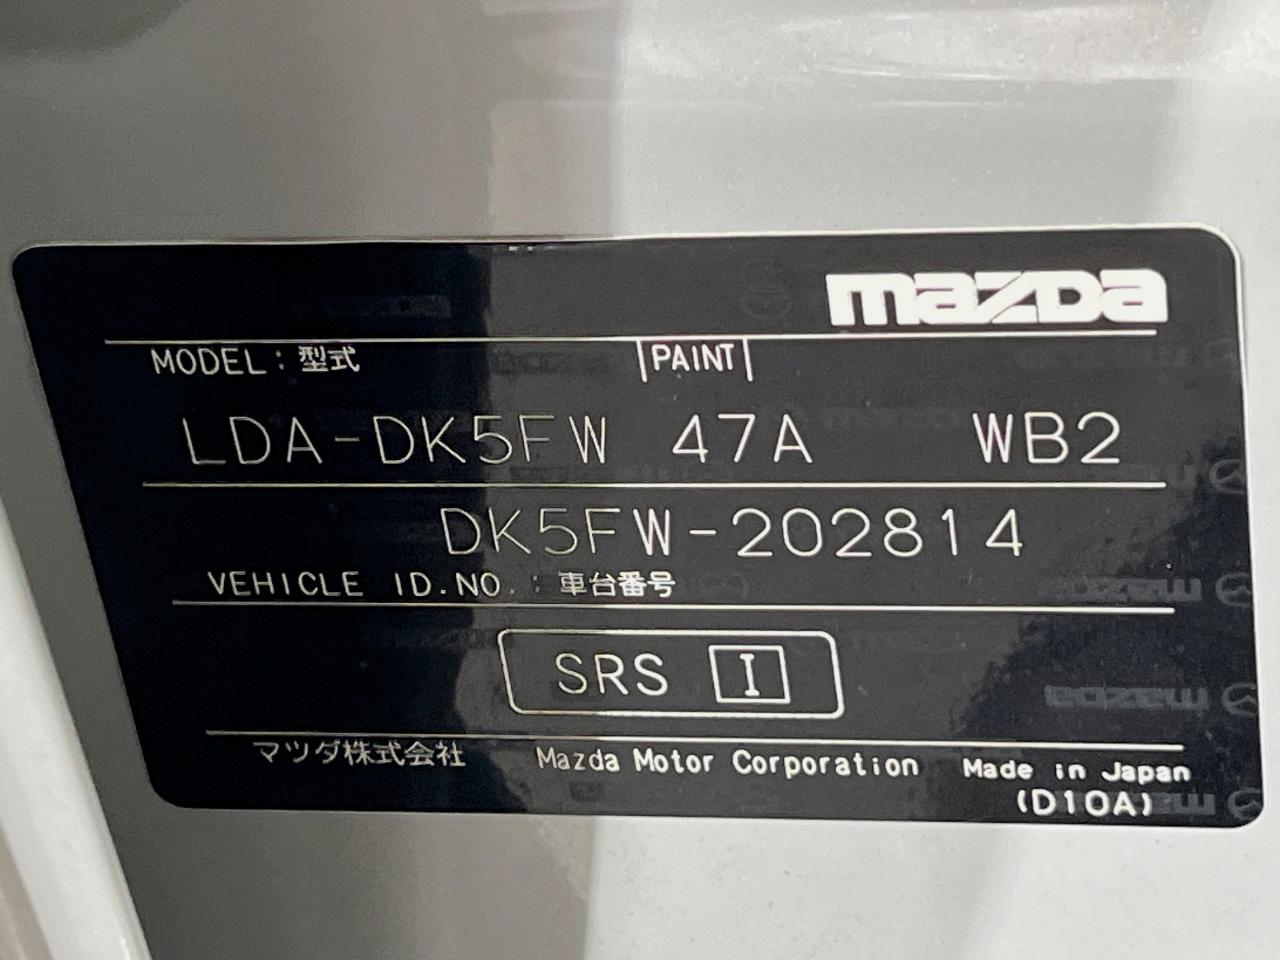 mazda
MODEL: 型式 PAINT
LDA-DK5FW 47A WB2
DK5FW-202814
VEHICLE ID.NO.: 車台番号
SRS I
マツダ株式会社 Mazda Motor Corporation Made in Japan
(D10A)